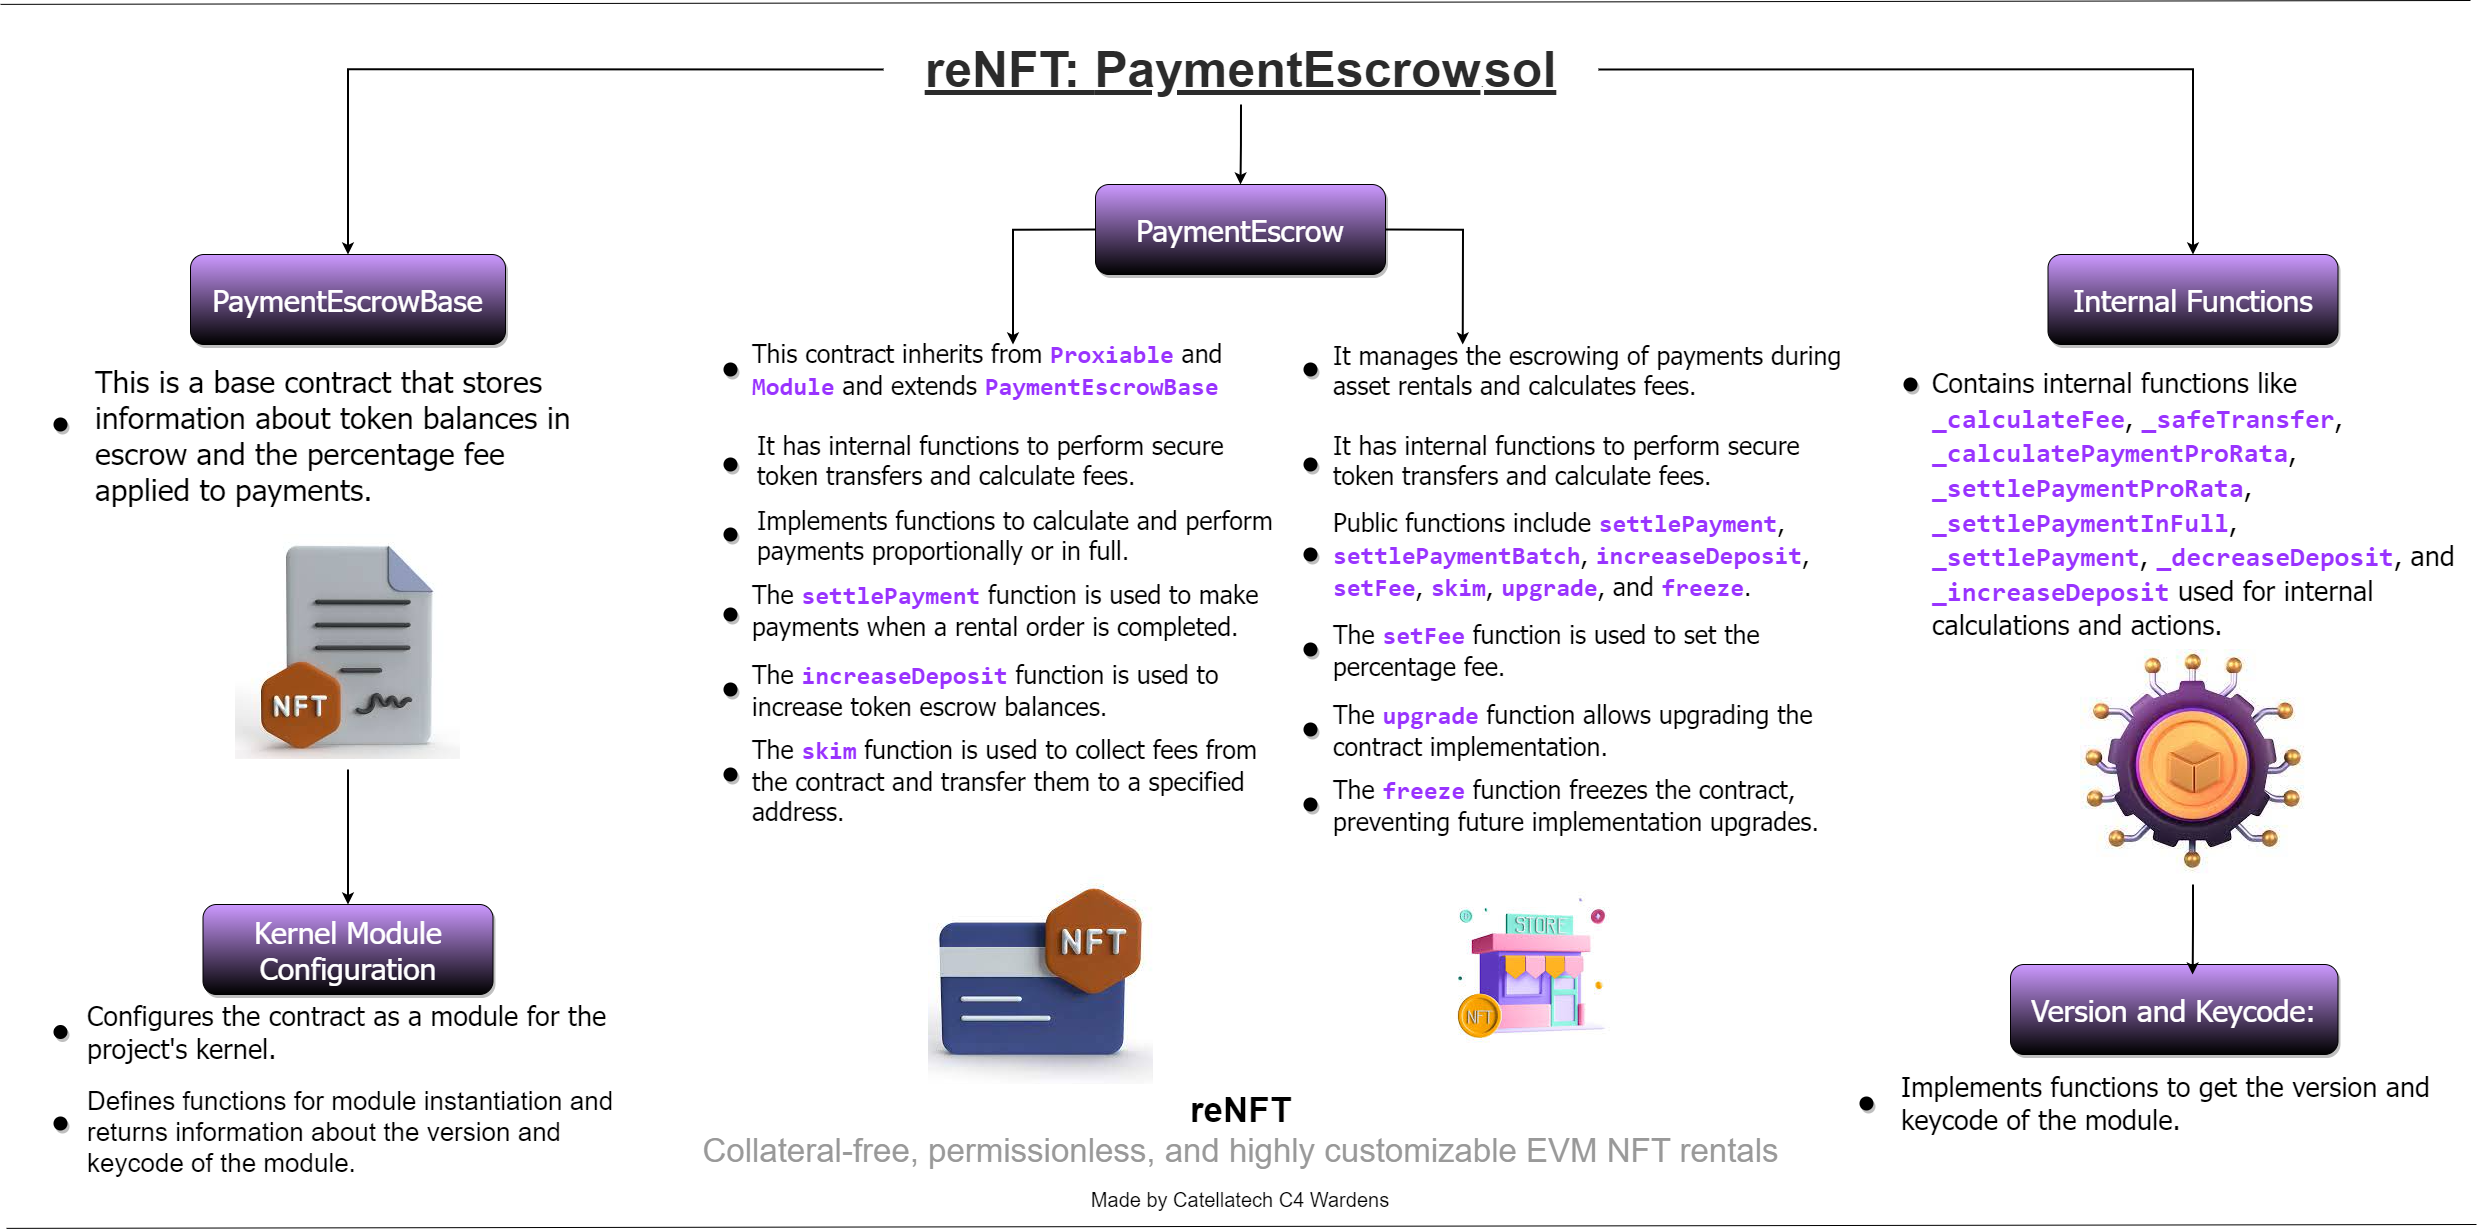 reNFT: PaymentEscrow.sol
PaymentEscrowBase
This is a base contract that stores
information about token balances in
escrow and the percentage fee
applied to payments.
NFT
Kernel Module
Configuration
Configures the contract as a module for the
project's kernel.
Defines functions for module instantiation and
returns information about the version and
keycode of the module.
PaymentEscrow
This contract inherits from Proxiable and
Module and extends PaymentEscrowBase
It has internal functions to perform secure
token transfers and calculate fees.
Implements functions to calculate and perform
payments proportionally or in full.
The settlePayment function is used to make
payments when a rental order is completed.
The increaseDeposit function is used to
increase token escrow balances.
The skim function is used to collect fees from
the contract and transfer them to a specified
address.
NFT
It manages the escrowing of payments during
asset rentals and calculates fees.
It has internal functions to perform secure
token transfers and calculate fees.
Public functions include settlePayment,
settlePaymentBatch, increaseDeposit,
setFee, skim, upgrade, and freeze.
The setFee function is used to set the
percentage fee.
The upgrade function allows upgrading the
contract implementation.
The freeze function freezes the contract,
preventing future implementation upgrades.
STORE
NFT
Internal Functions
Contains internal functions like
_calculateFee, _safeTransfer,
_calculatePaymentProRata,
_settlePaymentProRata,
_settlePaymentInFull,
_settlePayment, _decreaseDeposit, and
_increaseDeposit used for internal
calculations and actions.
Version and Keycode:
Implements functions to get the version and
keycode of the module.
reNFT
Collateral-free, permissionless, and highly customizable EVM NFT rentals
Made by Catellatech C4 Wardens